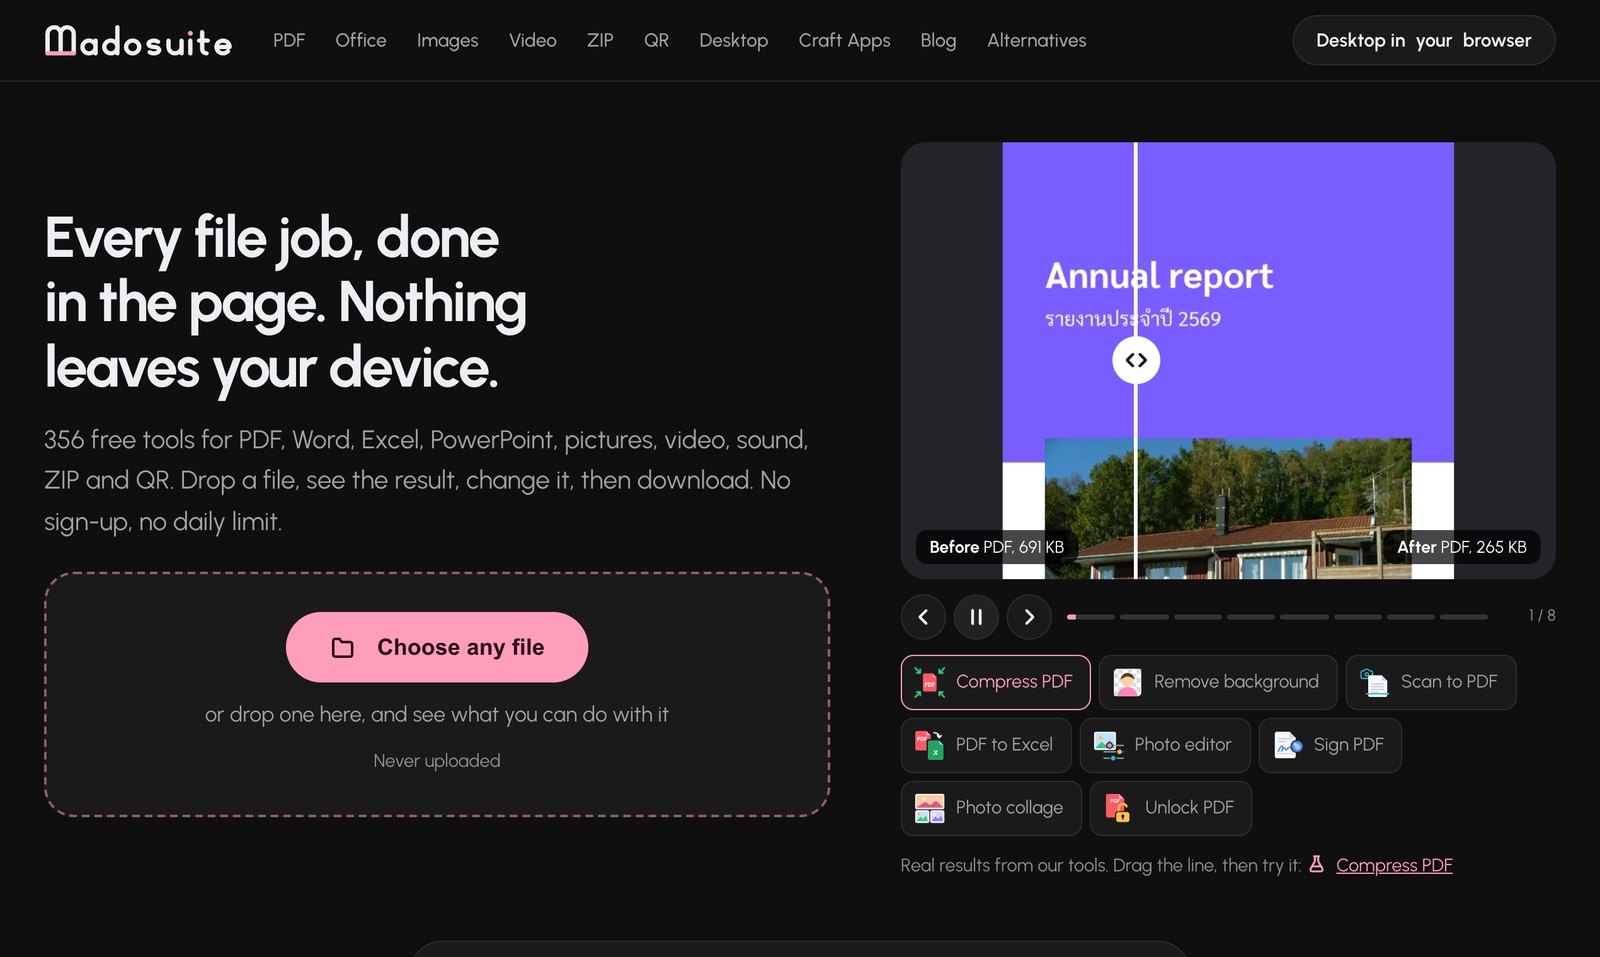 Madosuite
PDF
Office
Images
Video
ZIP
QR
Desktop
Craft Apps
Blog
Alternatives
Desktop in your browser
Every file job, done
in the page. Nothing
leaves your device.
356 free tools for PDF, Word, Excel, PowerPoint, pictures, video, sound,
ZIP and QR. Drop a file, see the result, change it, then download. No
sign-up, no daily limit.
Choose any file
or drop one here, and see what you can do with it
Never uploaded
Annual report
รายงานประจำปี 2569
Before PDF, 691 KB
After PDF, 265 KB
1 / 8
Compress PDF
Remove background
Scan to PDF
PDF to Excel
Photo editor
Sign PDF
Photo collage
Unlock PDF
Real results from our tools. Drag the line, then try it: Compress PDF